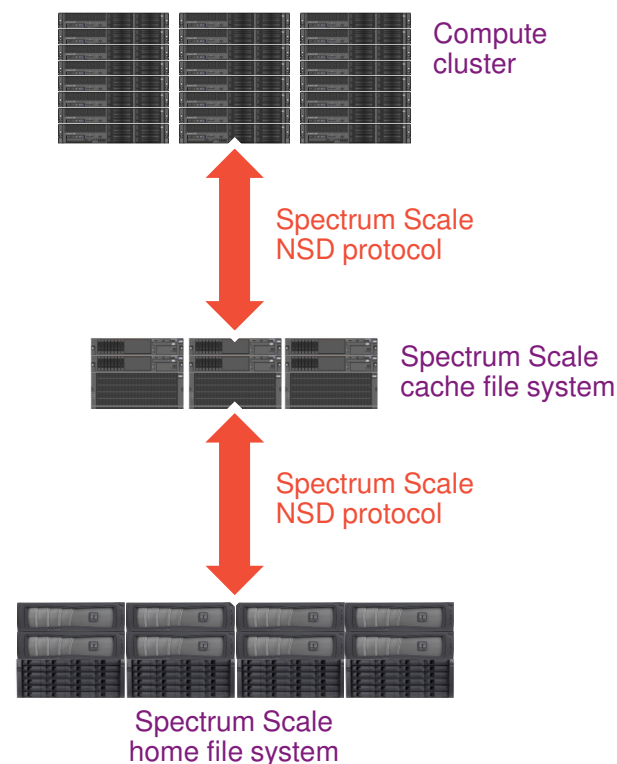 Compute
cluster
Spectrum Scale
NSD protocol
Spectrum Scale
cache file system
Spectrum Scale
NSD protocol
Spectrum Scale
home file system